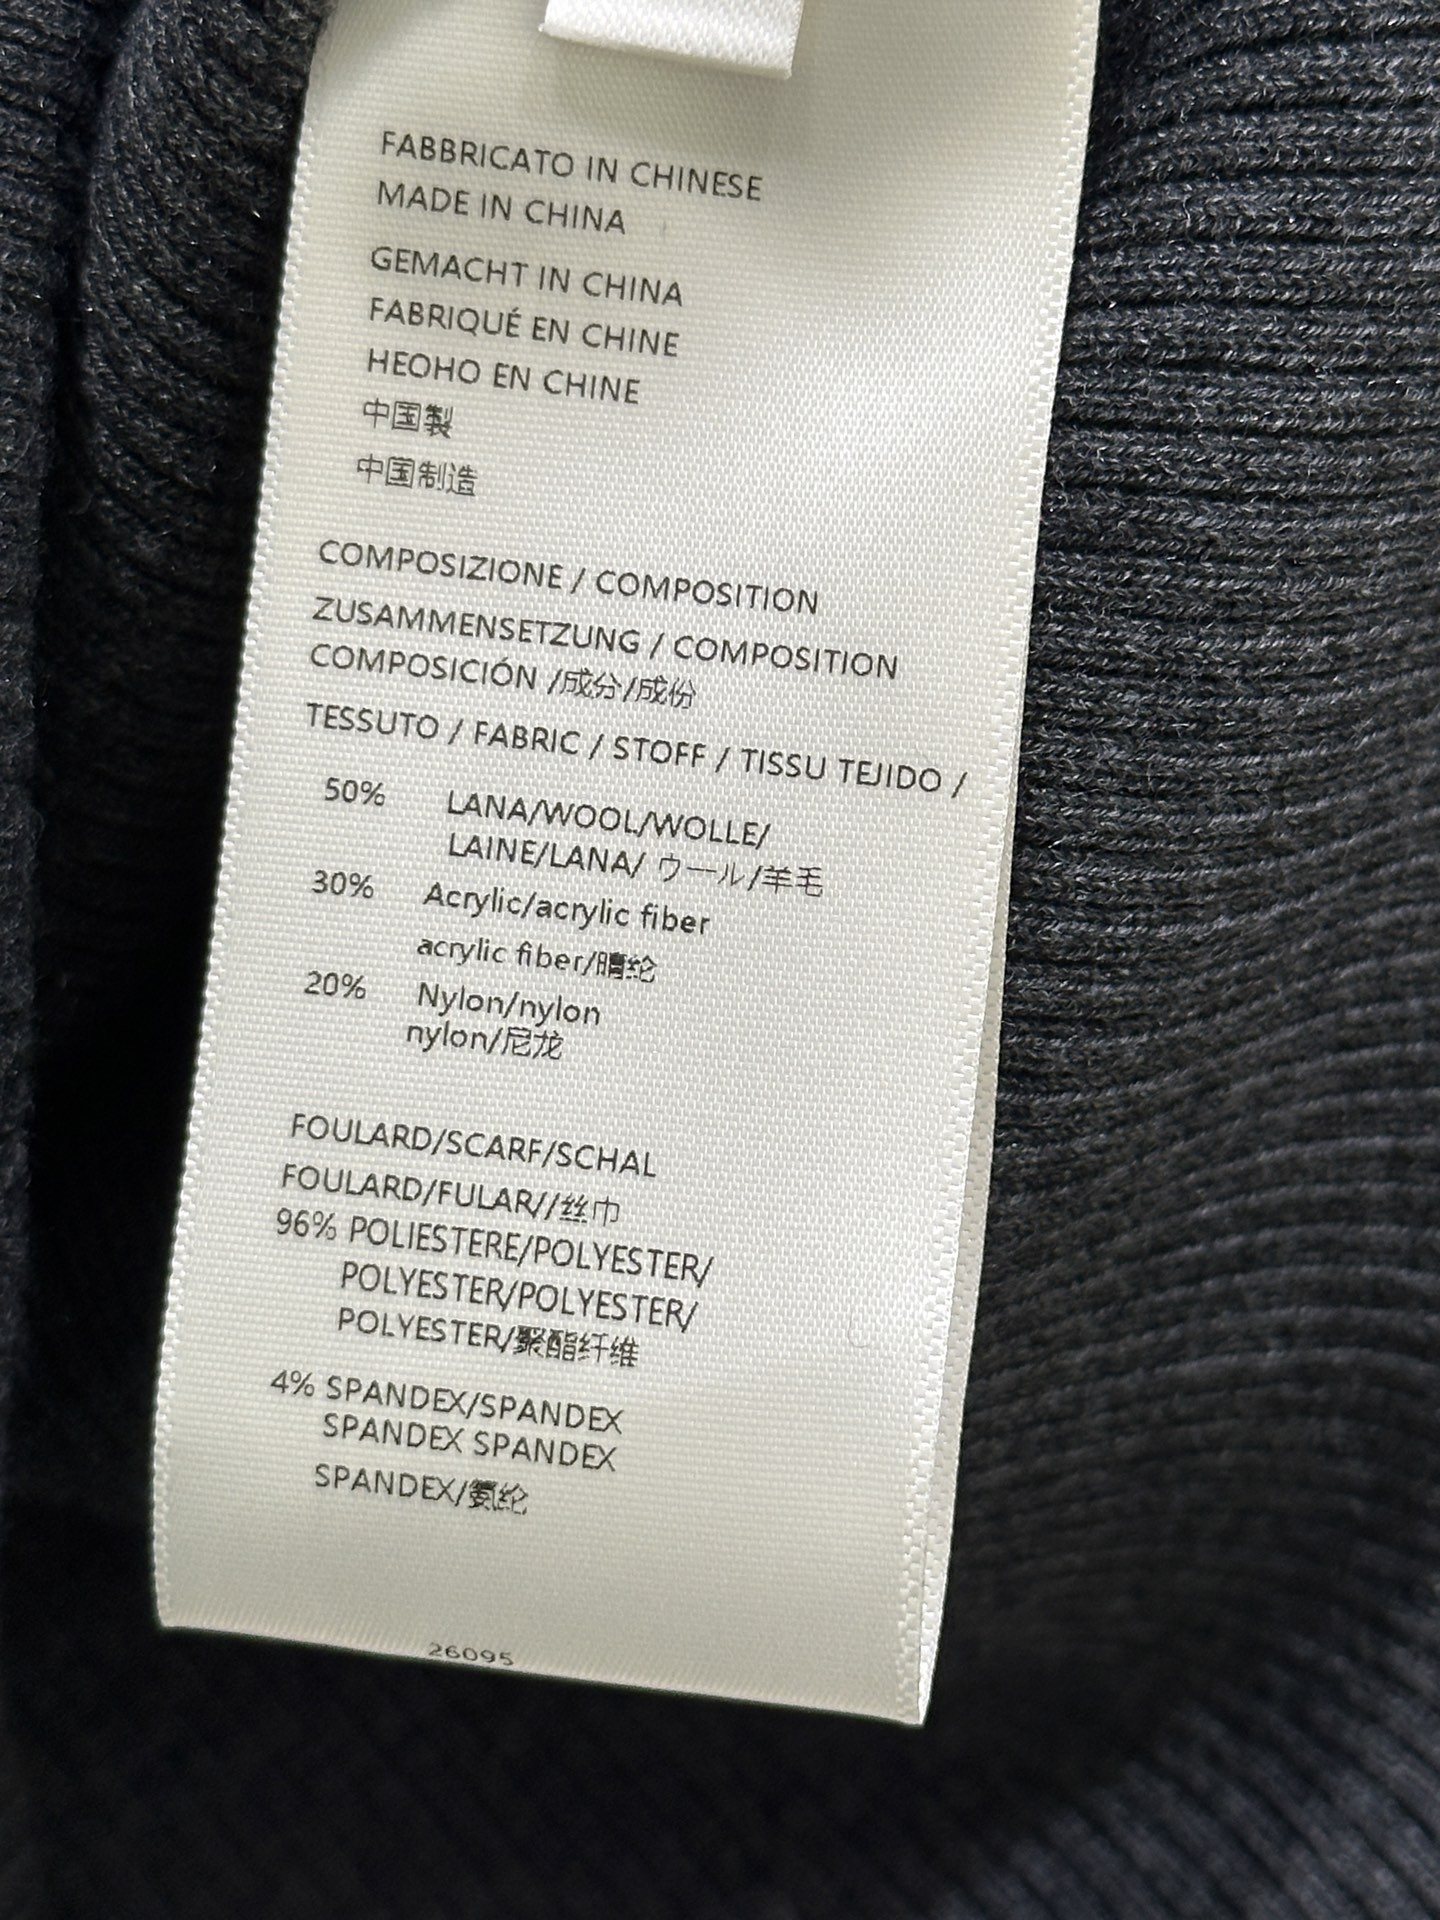 FABBRICATO IN CHINESE
MADE IN CHINA
GEMACHT IN CHINA
FABRIQUÉ EN CHINE
HEOHO EN CHINE
中国製
中国制造
COMPOSIZIONE / COMPOSITION
ZUSAMMENSETZUNG / COMPOSITION
COMPOSICIÓN /成分/成份
TESSUTO / FABRIC / STOFF / TISSU TEJIDO /
50% LANA/WOOL/WOLLE/
LAINE/LANA/ ウール/羊毛
30% Acrylic/acrylic fiber
acrylic fiber/晴纶
20% Nylon/nylon
nylon/尼龙
FOULARD/SCARF/SCHAL
FOULARD/FULAR//丝巾
96% POLIESTERE/POLYESTER/
POLYESTER/POLYESTER/
POLYESTER/聚酯纤维
4% SPANDEX/SPANDEX
SPANDEX SPANDEX
SPANDEX/氨纶
26095